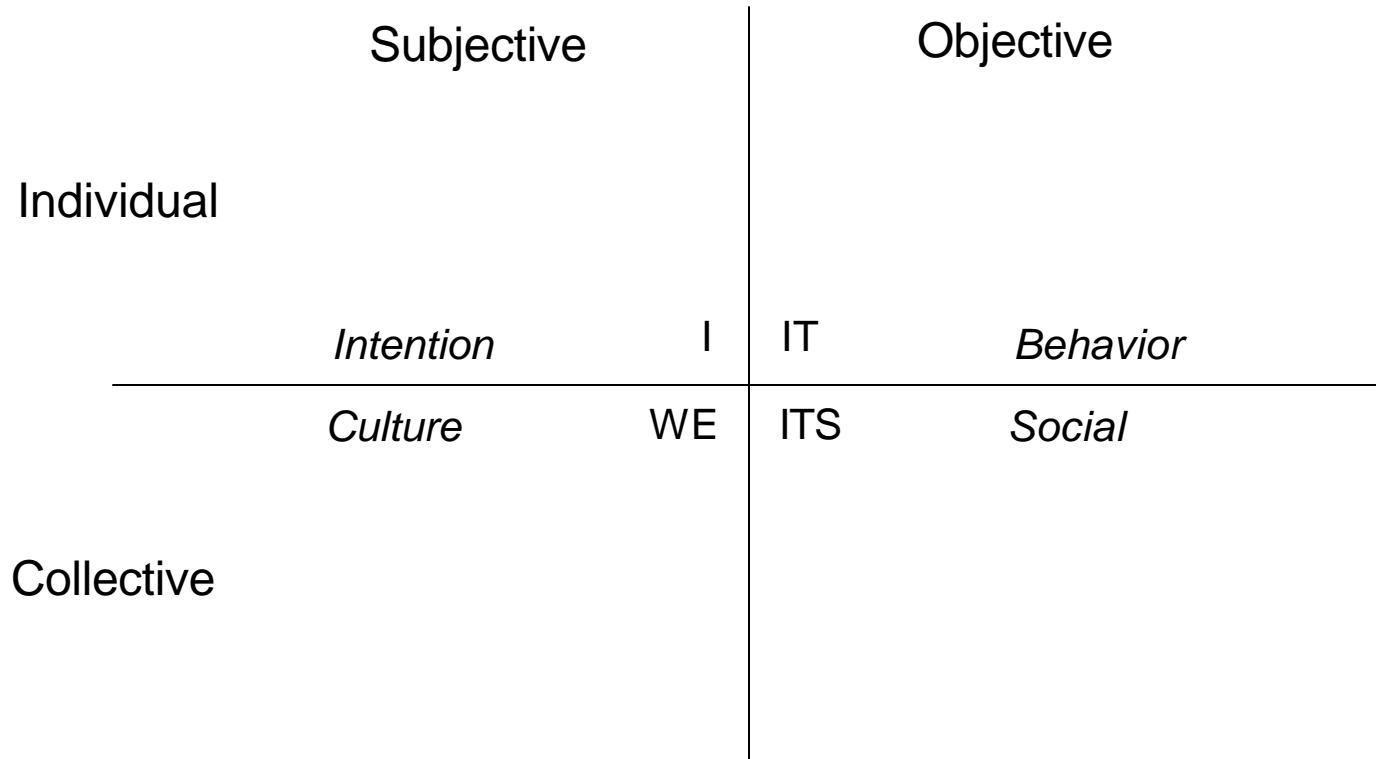 Subjective Objective
Individual
Intention I IT Behavior
Culture WE ITS Social
Collective